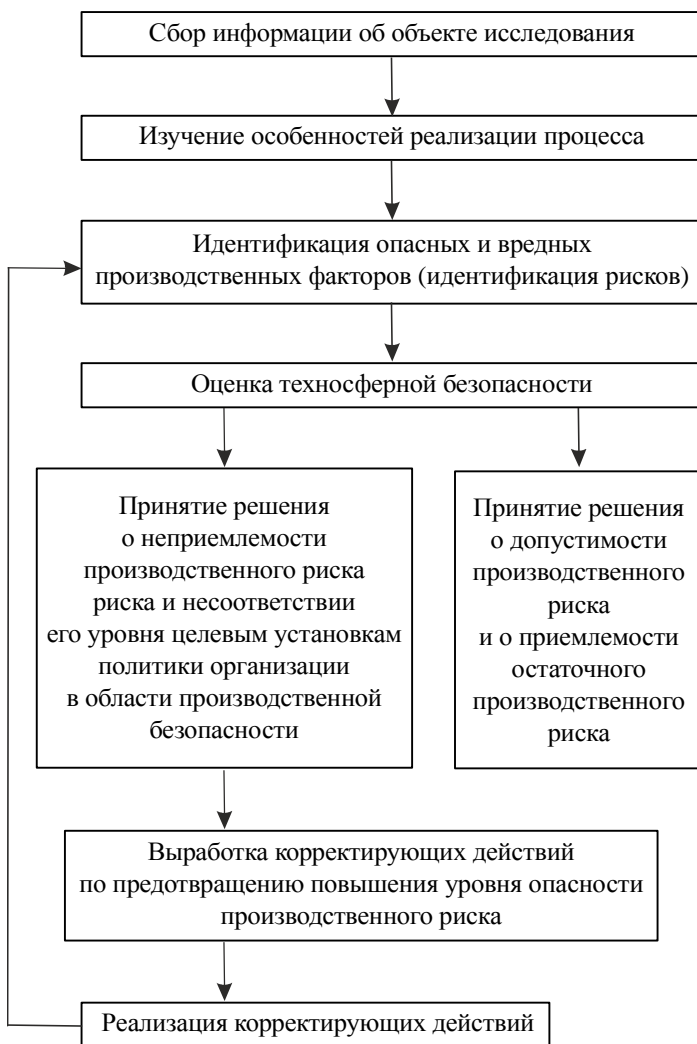 Сбор информации об объекте исследования
Изучение особенностей реализации процесса
Идентификация опасных и вредных
производственных факторов (идентификация рисков)
Оценка техносферной безопасности
Принятие решения
о неприемлемости
производственного риска
риска и несоответствии
его уровня целевым установкам
политики организации
в области производственной
безопасности
Принятие решения
о допустимости
производственного
риска
и о приемлемости
остаточного
производственного
риска
Выработка корректирующих действий
по предотвращению повышения уровня опасности
производственного риска
Реализация корректирующих действий